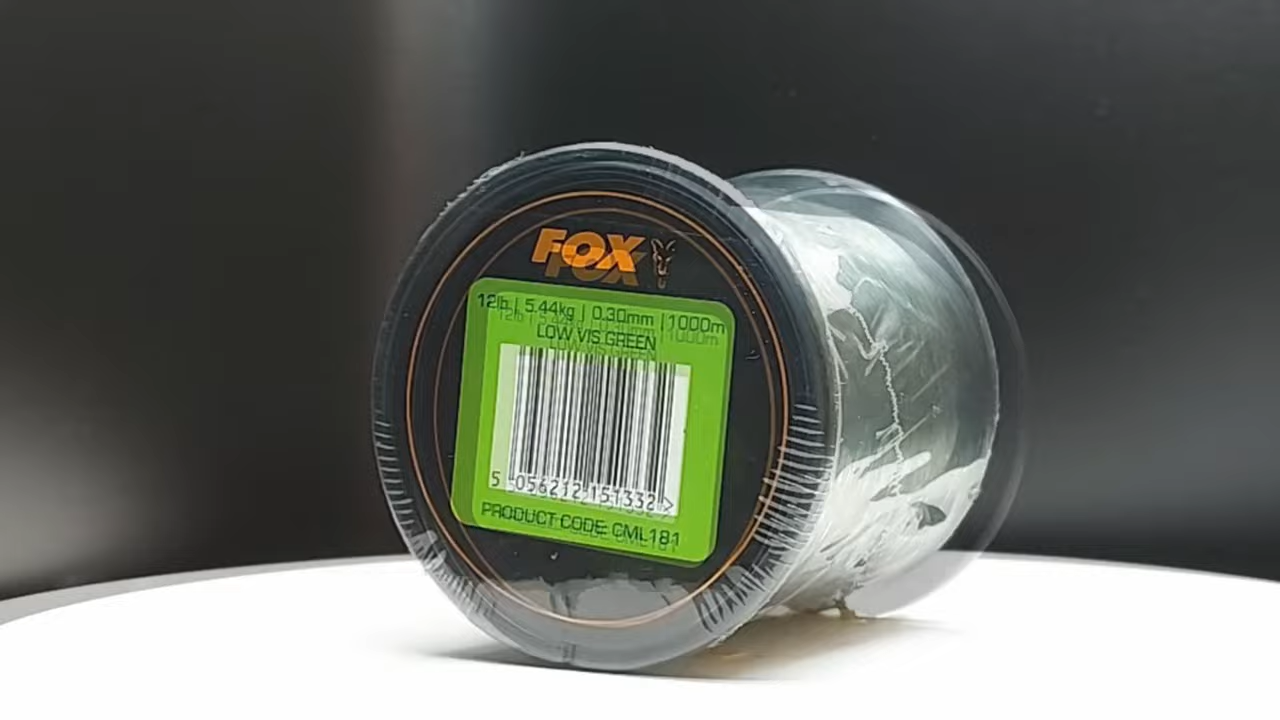 FOX
12lb | 5.44kg | 0.30mm | 1000m
LOW VIS GREEN
5 056212 151332 >
PRODUCT CODE: CML181